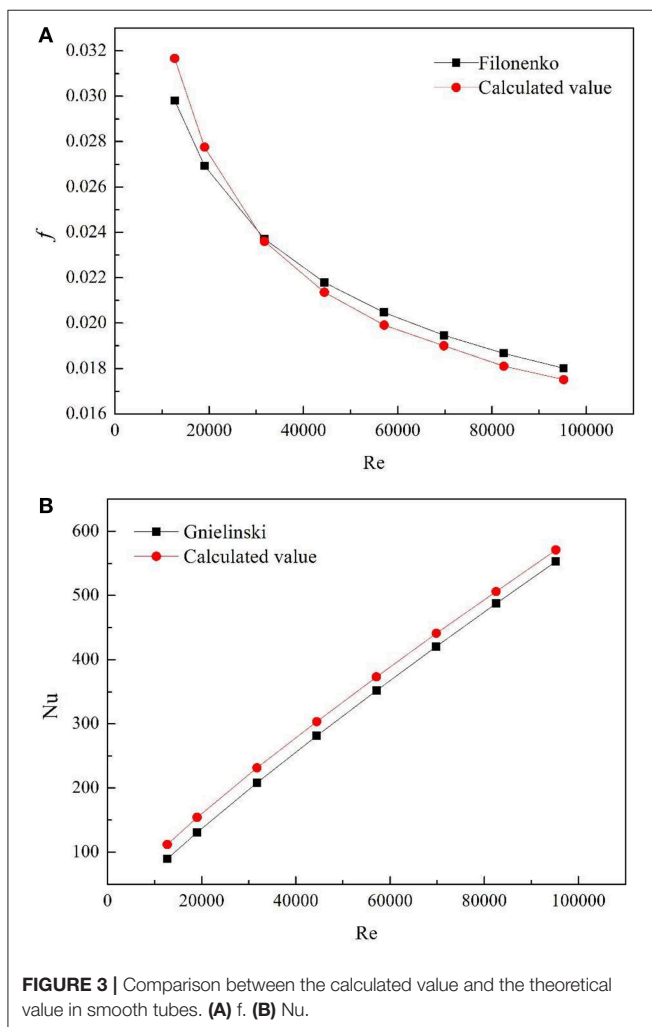 A
0.032
0.030
0.028
0.026
0.024
0.022
0.020
0.018
0.016
f
Filonenko
Calculated value
0 20000 40000 60000 80000 100000
Re
B
600
500
400
300
200
100
Nu
Gnielinski
Calculated value
0 20000 40000 60000 80000 100000
Re
FIGURE 3 | Comparison between the calculated value and the theoretical
value in smooth tubes. (A) f. (B) Nu.